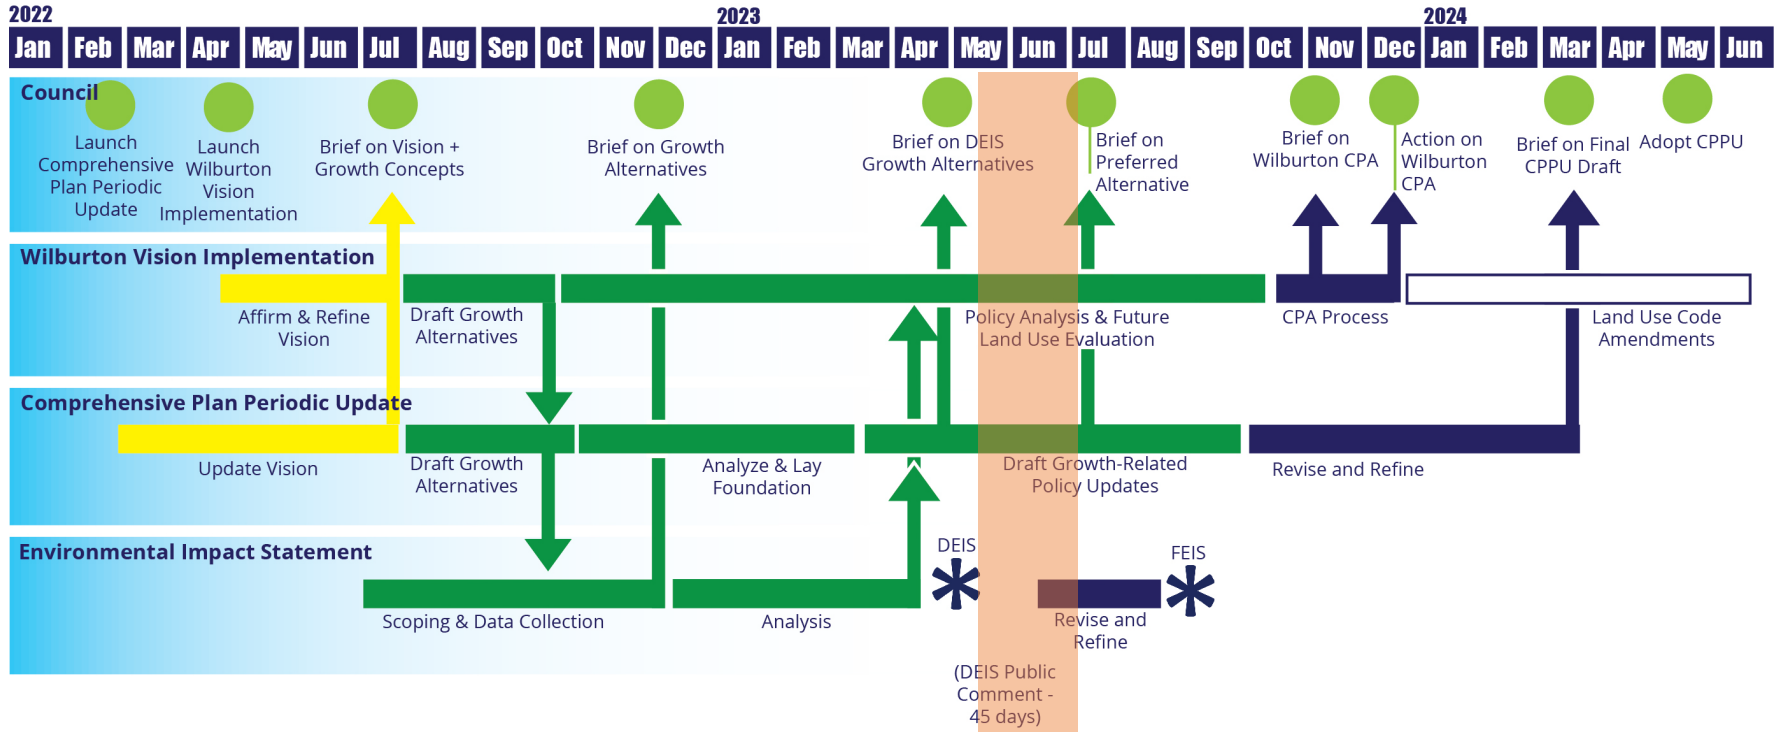 2022
2023
2024
Jan Feb Mar Apr May Jun Jul Aug Sep Oct Nov Dec Jan Feb Mar Apr May Jun Jul Aug Sep Oct Nov Dec Jan Feb Mar Apr May Jun
Council
Launch
Comprehensive
Plan Periodic
Update
Launch
Wilburton
Vision
Implementation
Brief on Vision +
Growth Concepts
Brief on Growth
Alternatives
Brief on DEIS
Growth Alternatives
Brief on
Preferred
Alternative
Brief on
Wilburton CPA
Action on
Wilburton
CPA
Brief on Final
CPPU Draft
Adopt CPPU
Wilburton Vision Implementation
Affirm & Refine
Vision
Draft Growth
Alternatives
Policy Analysis & Future
Land Use Evaluation
CPA Process
Land Use Code
Amendments
Comprehensive Plan Periodic Update
Update Vision
Draft Growth
Alternatives
Analyze & Lay
Foundation
Draft Growth-Related
Policy Updates
Revise and Refine
Environmental Impact Statement
DEIS
FEIS
Scoping & Data Collection
Analysis
Revise and
Refine
(DEIS Public
Comment -
45 days)